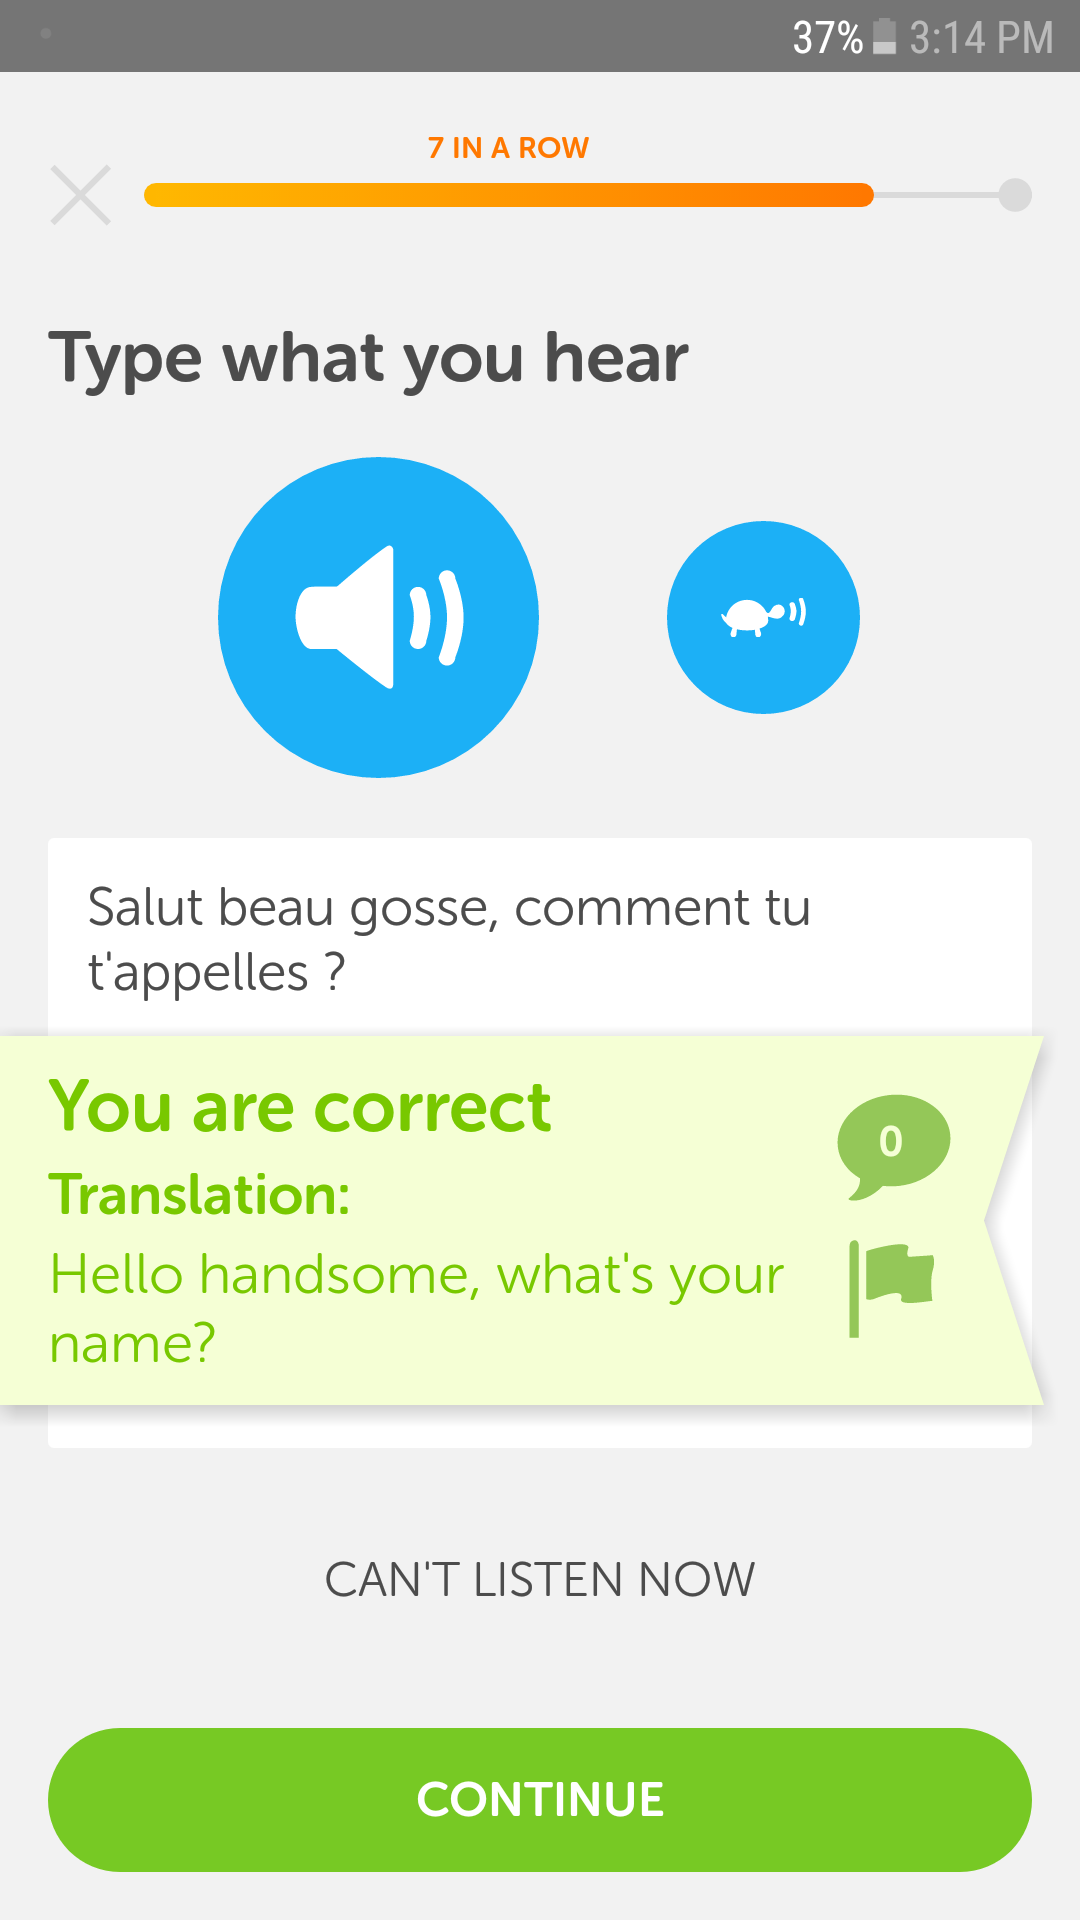 37% 3:14 PM
7 IN A ROW
Type what you hear
Salut beau gosse, comment tu
t'appelles ?
You are correct
0
Translation:
Hello handsome, what's your
name?
CAN'T LISTEN NOW
CONTINUE